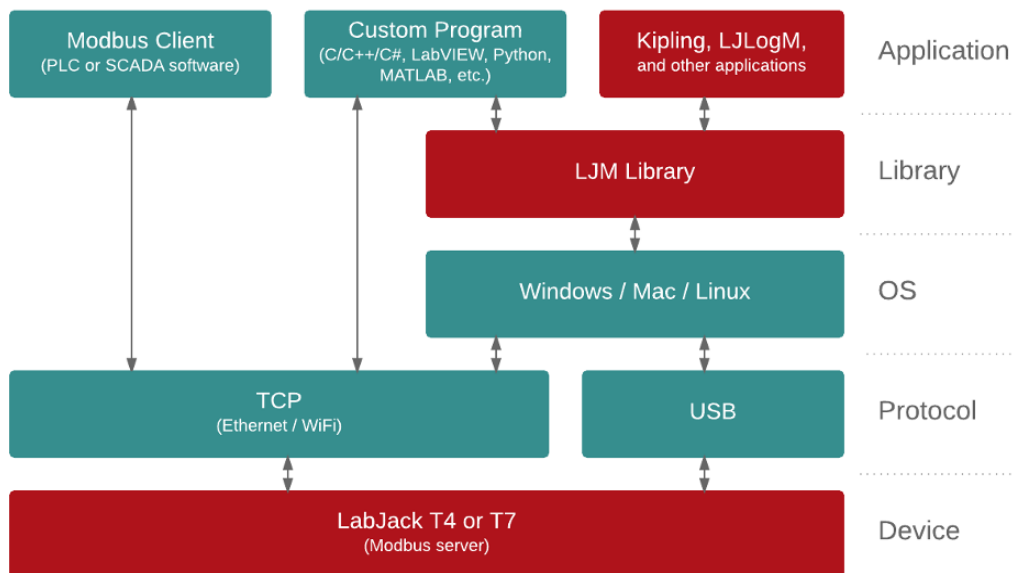 Modbus Client
(PLC or SCADA software)
Custom Program
(C/C++/C#, LabVIEW, Python,
MATLAB, etc.)
Kipling, LJLogM,
and other applications
Application
LJM Library
Library
Windows / Mac / Linux
OS
TCP
(Ethernet / WiFi)
USB
Protocol
LabJack T4 or T7
(Modbus server)
Device